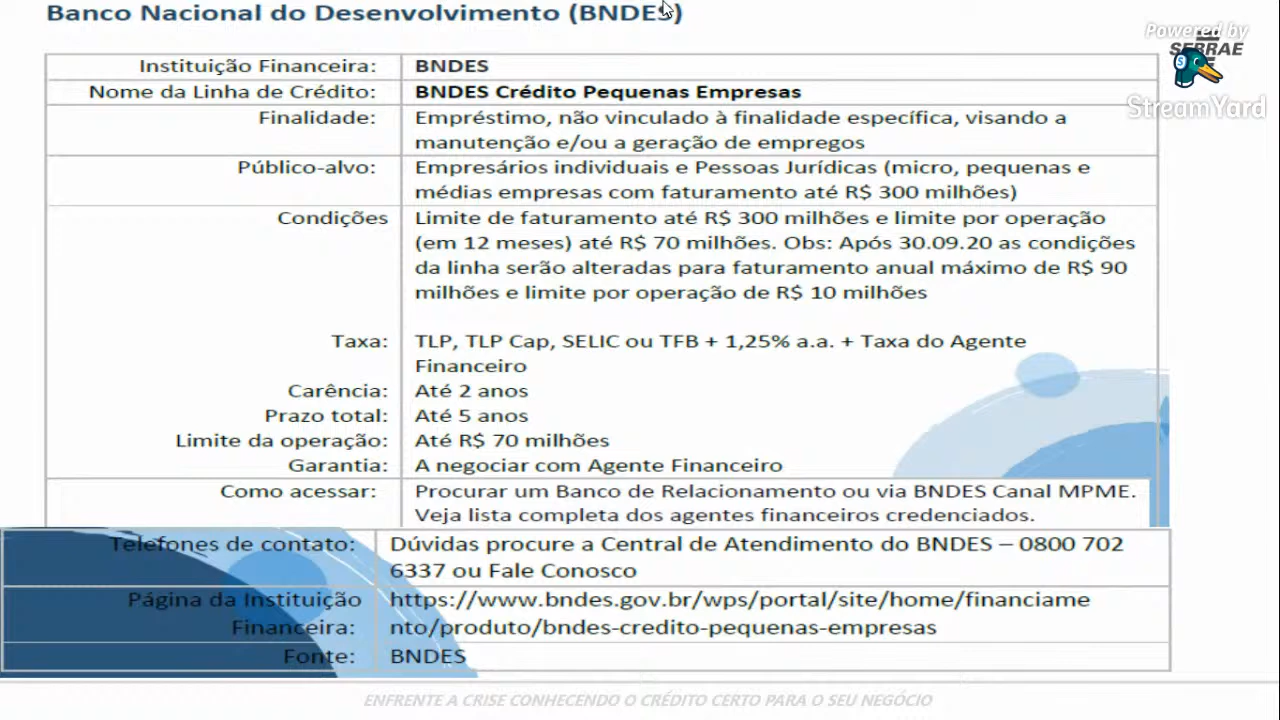 Banco Nacional do Desenvolvimento (BNDES)
Powered by
SEBRAE
S
StreamYard
Instituição Financeira: BNDES
Nome da Linha de Crédito: BNDES Crédito Pequenas Empresas
Finalidade: Empréstimo, não vinculado à finalidade específica, visando a
manutenção e/ou a geração de empregos
Público-alvo: Empresários individuais e Pessoas Jurídicas (micro, pequenas e
médias empresas com faturamento até R$ 300 milhões)
Condições Limite de faturamento até R$ 300 milhões e limite por operação
(em 12 meses) até R$ 70 milhões. Obs: Após 30.09.20 as condições
da linha serão alteradas para faturamento anual máximo de R$ 90
milhões e limite por operação de R$ 10 milhões
Taxa: TLP, TLP Cap, SELIC ou TFB + 1,25% a.a. + Taxa do Agente
Financeiro
Carência: Até 2 anos
Prazo total: Até 5 anos
Limite da operação: Até R$ 70 milhões
Garantia: A negociar com Agente Financeiro
Como acessar: Procurar um Banco de Relacionamento ou via BNDES Canal MPME.
Veja lista completa dos agentes financeiros credenciados.
Telefones de contato: Dúvidas procure a Central de Atendimento do BNDES – 0800 702
6337 ou Fale Conosco
Página da Instituição https://www.bndes.gov.br/wps/portal/site/home/financiame
Financeira: nto/produto/bndes-credito-pequenas-empresas
Fonte: BNDES
ENFRENTE A CRISE CONHECENDO O CRÉDITO CERTO PARA O SEU NEGÓCIO